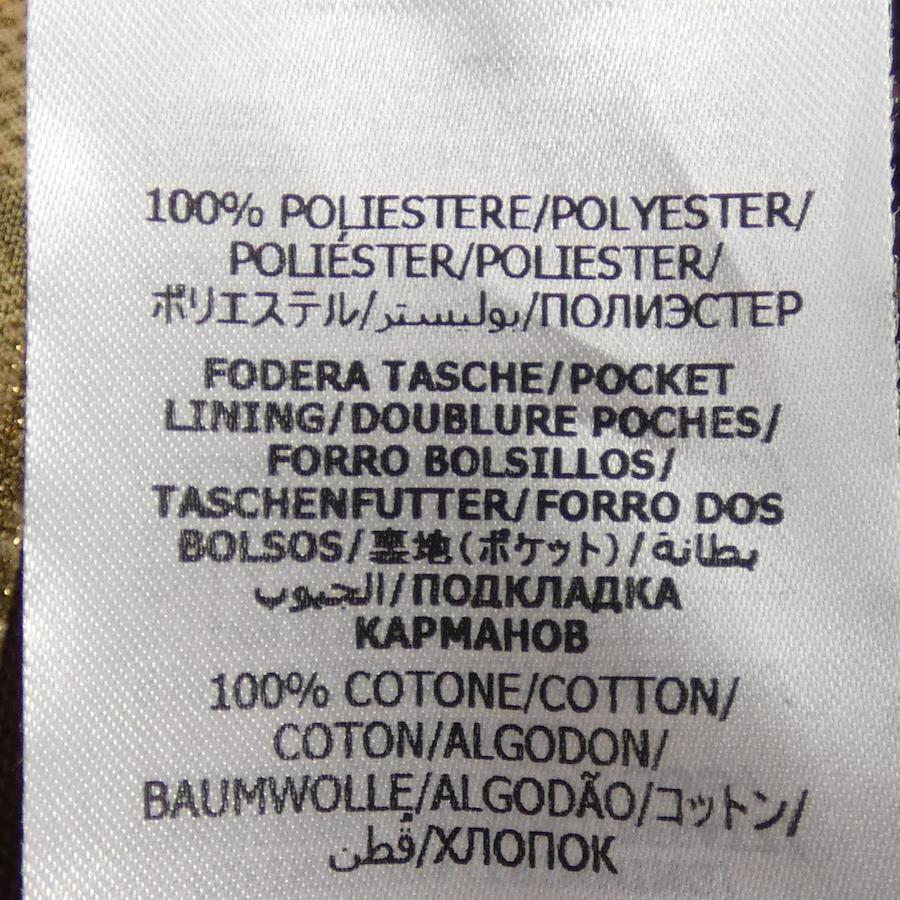 100% POLIESTERE/POLYESTER/
POLIÉSTER/POLIESTER/
ポリエステル/بوليستر/ПОЛИЭСТЕР
FODERA TASCHE/POCKET
LINING/DOUBLURE POCHES/
FORRO BOLSILLOS/
TASCHENFUTTER/FORRO DOS
BOLSOS/裏地(ポケット)/بطانة
الجيوب/ПОДКЛАДКА
КАРМАНОВ
100% COTONE/COTTON/
COTON/ALGODON/
BAUMWOLLE/ALGODÃO/コットン/
قطن/ХЛОПОК